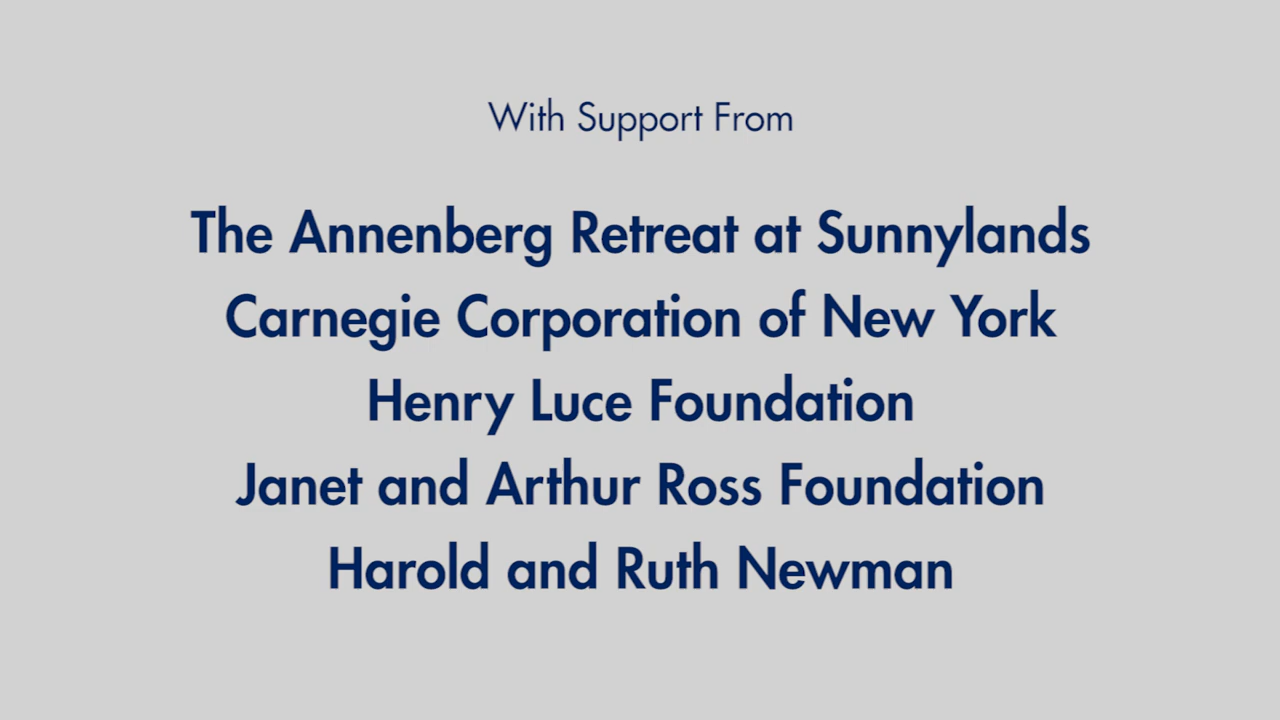 With Support From
The Annenberg Retreat at Sunnylands
Carnegie Corporation of New York
Henry Luce Foundation
Janet and Arthur Ross Foundation
Harold and Ruth Newman